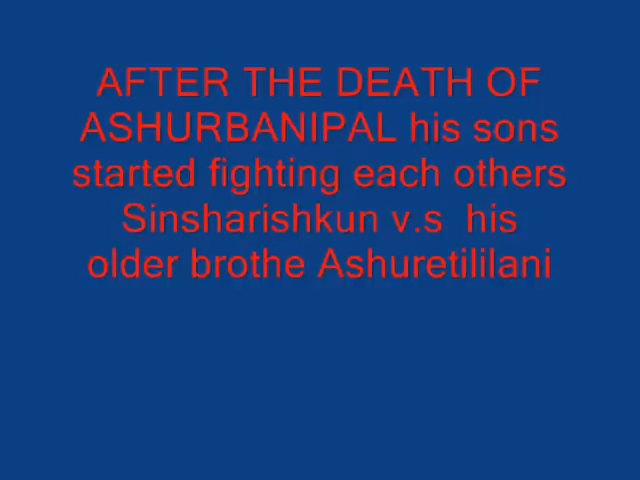 AFTER THE DEATH OF
ASHURBANIPAL his sons
started fighting each others
Sinsharishkun v.s  his
older brothe Ashuretililani